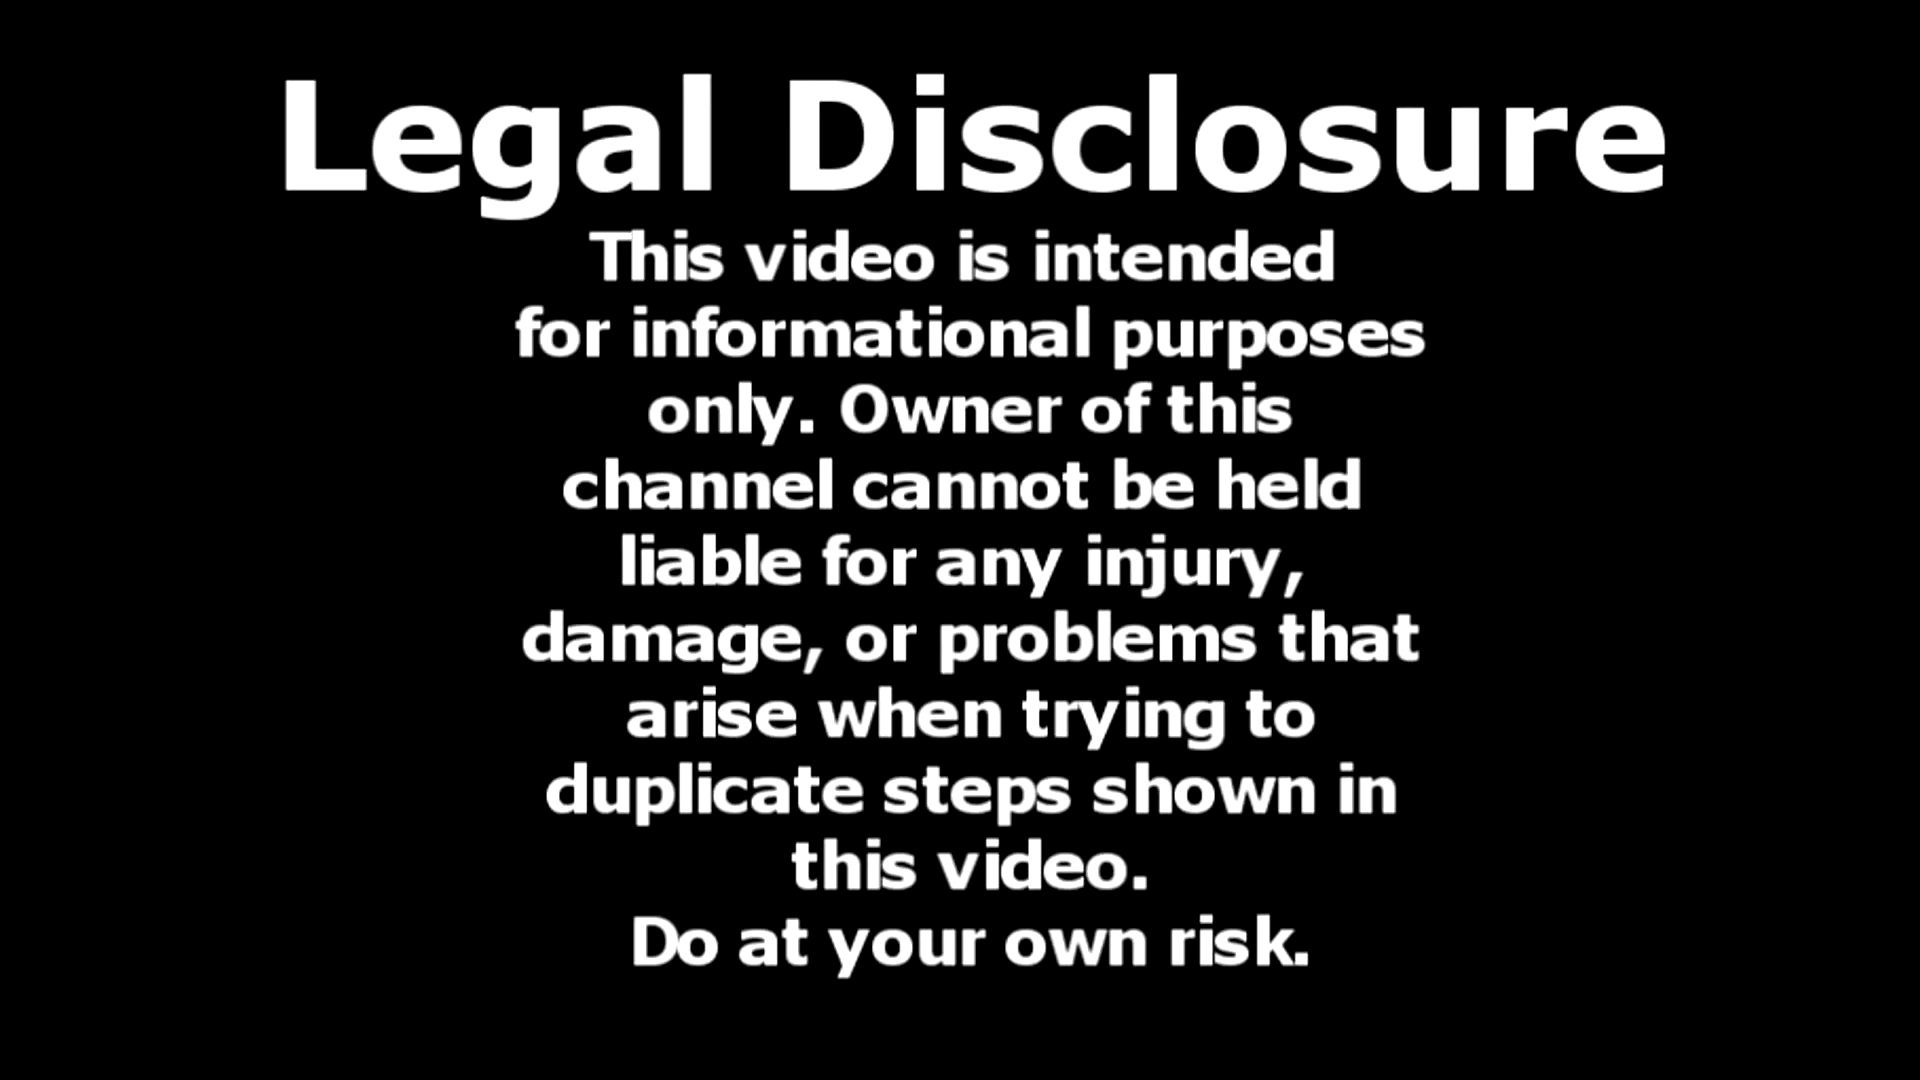 Legal Disclosure
This video is intended
for informational purposes
only. Owner of this
channel cannot be held
liable for any injury,
damage, or problems that
arise when trying to
duplicate steps shown in
this video.
Do at your own risk.